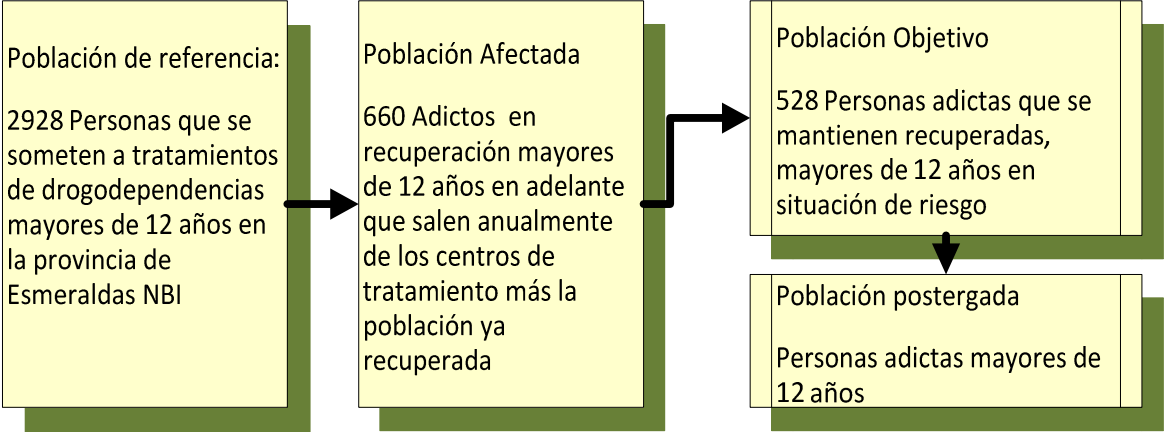 Población de referencia:
2928 Personas que se
someten a tratamientos
de drogodependencias
mayores de 12 años en
la provincia de
Esmeraldas NBI
Población Afectada
660 Adictos en
recuperación mayores
de 12 años en adelante
que salen anualmente
de los centros de
tratamiento más la
población ya
recuperada
Población Objetivo
528 Personas adictas que se
mantienen recuperadas,
mayores de 12 años en
situación de riesgo
Población postergada
Personas adictas mayores de
12 años